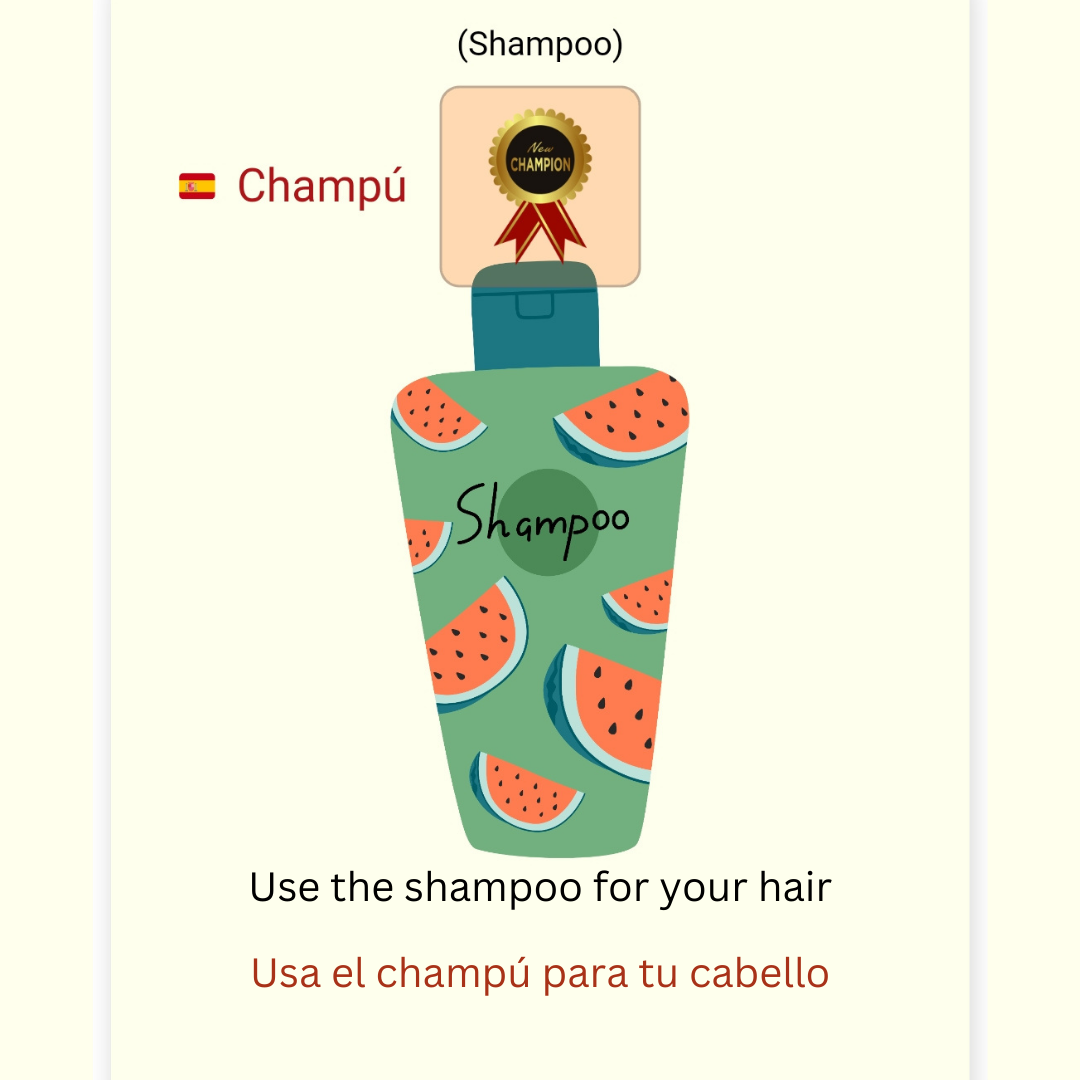 (Shampoo)
New
CHAMPION
Champú
Shampoo
Use the shampoo for your hair
Usa el champú para tu cabello